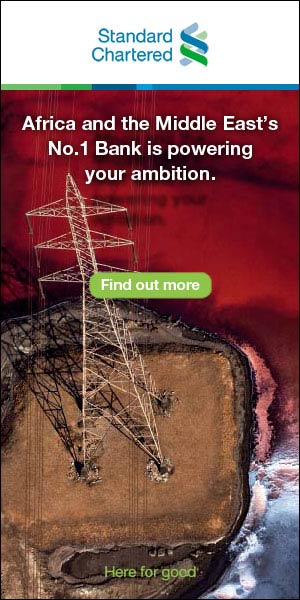 Standard
Chartered
Africa and the Middle East's
No.1 Bank is powering
your ambition.
Find out more
Here for good